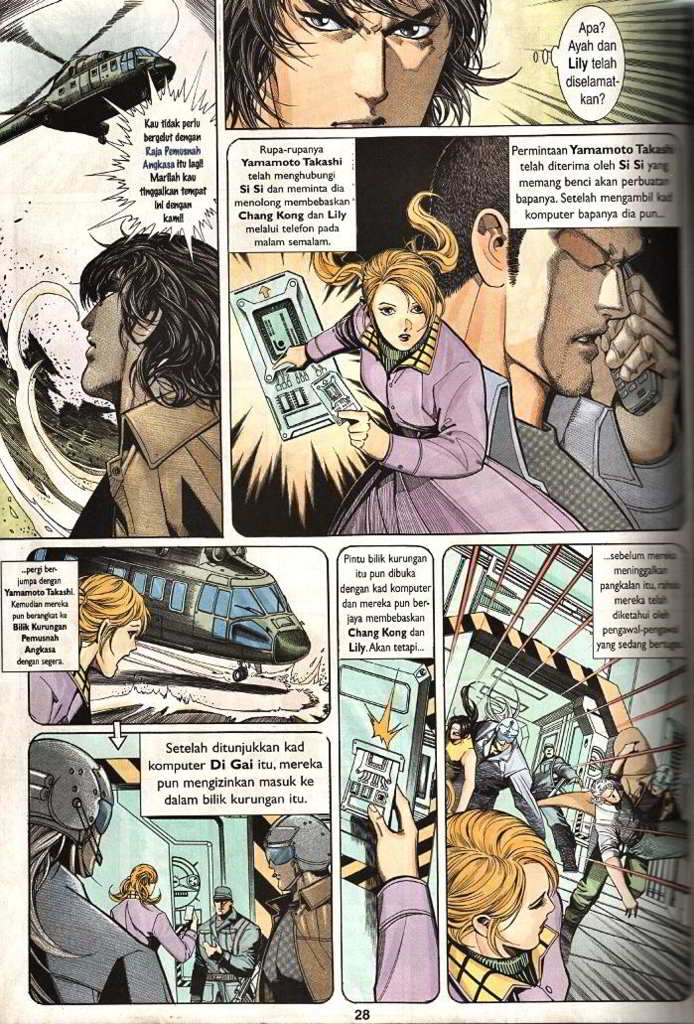 Kau tidak perlu
bergelut dengan
Raja Pemusnah
Angkasa itu lagi!
Marilah kau
tinggalkan tempat
ini dengan
kami!
Apa?
Ayah dan
Lily telah
diselamat-
kan?
Rupa-rupanya
Yamamoto Takashi
telah menghubungi
Si Si dan meminta dia
menolong membebaskan
Chang Kong dan Lily
melalui telefon pada
malam semalam.
Permintaan Yamamoto Takashi
telah diterima oleh Si Si yang
memang benci akan perbuatan
bapanya. Setelah mengambil kad
komputer bapanya dia pun...
...pergi ber-
jumpa dengan
Yamamoto Takashi.
Kemudian mereka
pun berangkat ke
Bilik Kurungan
Pemusnah
Angkasa
dengan segera.
Setelah ditunjukkan kad
komputer Di Gai itu, mereka
pun mengizinkan masuk ke
dalam bilik kurungan itu.
Pintu bilik kurungan
itu pun dibuka
dengan kad komputer
dan mereka pun ber-
jaya membebaskan
Chang Kong dan
Lily. Akan tetapi...
...sebelum mereka
meninggalkan
pangkalan itu,
mereka telah
diketahui oleh
pengawal-pengawal
yang sedang bertugas.
28